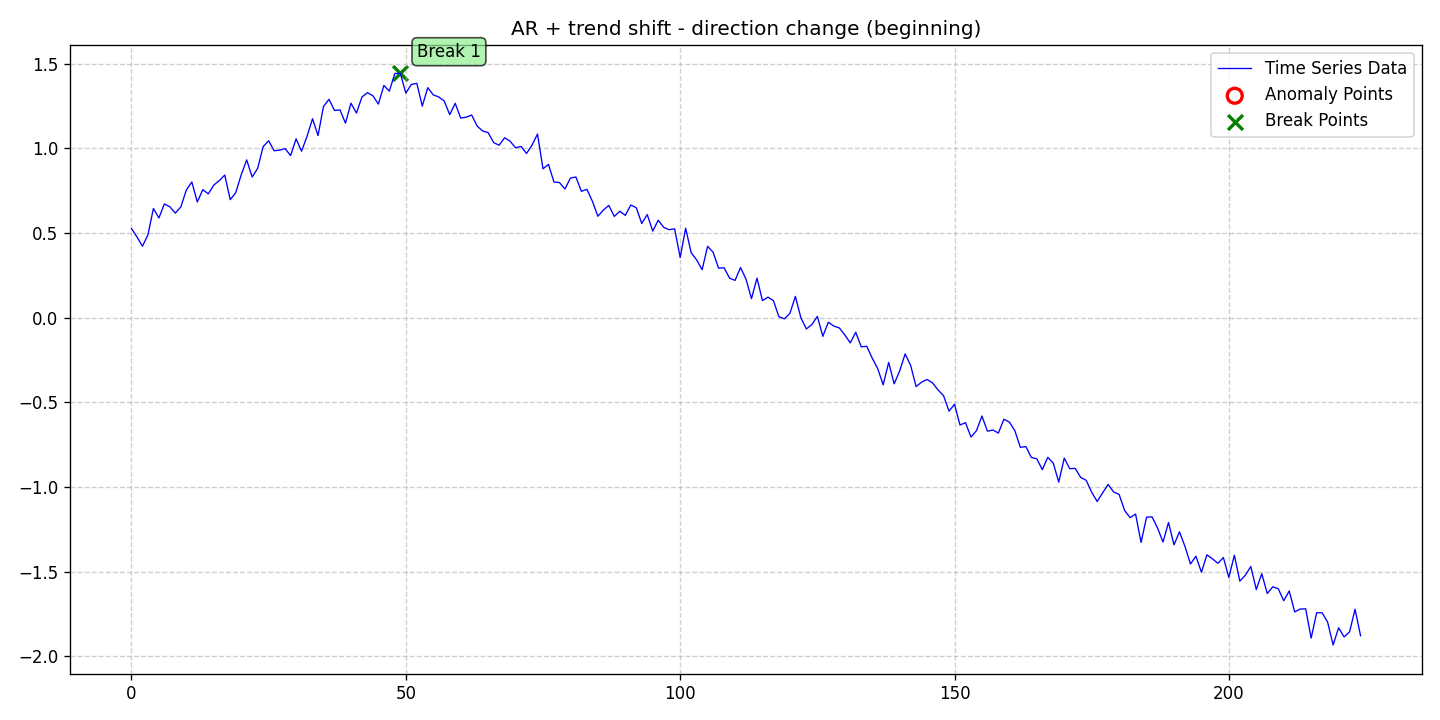 AR + trend shift - direction change (beginning)
Break 1
Time Series Data
Anomaly Points
Break Points
1.5
1.0
0.5
0.0
−0.5
−1.0
−1.5
−2.0
0 50 100 150 200